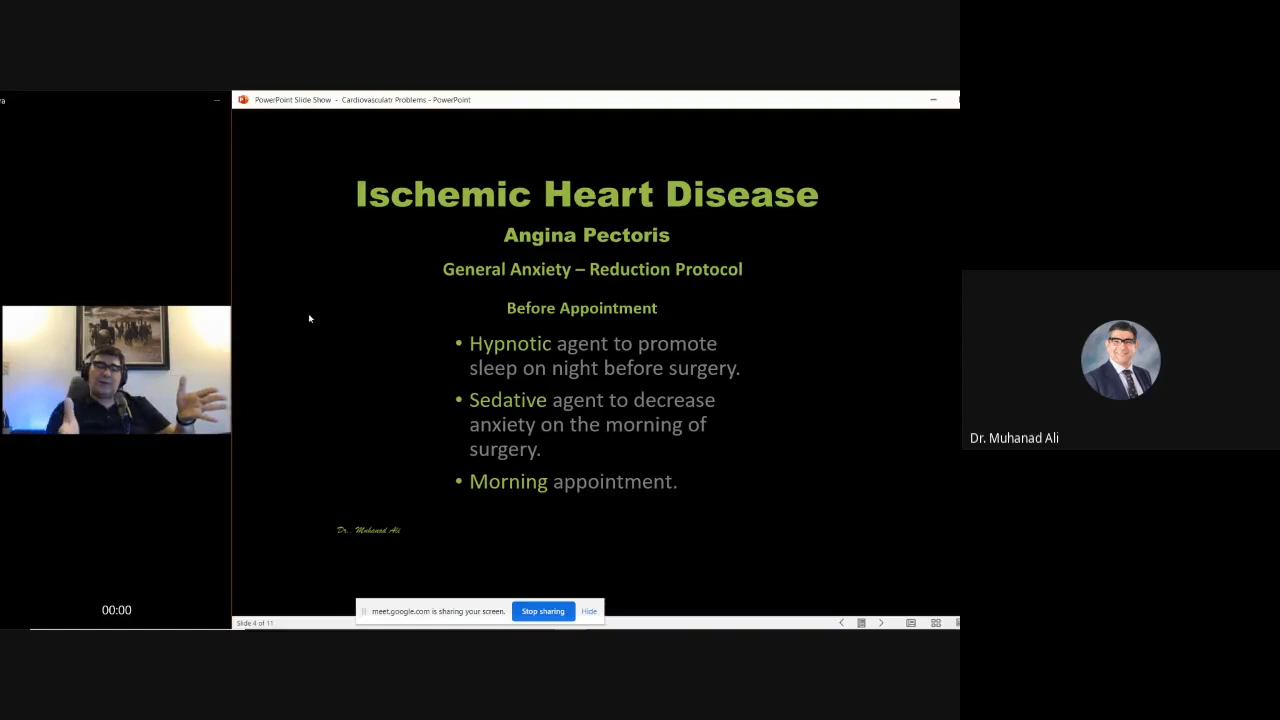 ra
PowerPoint Slide Show - Cardiovasculatr Problems - PowerPoint
Ischemic Heart Disease
Angina Pectoris
General Anxiety – Reduction Protocol
Before Appointment
• Hypnotic agent to promote
sleep on night before surgery.
• Sedative agent to decrease
anxiety on the morning of
surgery.
• Morning appointment.
Dr.. Muhanad Ali
00:00
meet.google.com is sharing your screen.
Stop sharing
Hide
Slide 4 of 11
Dr. Muhanad Ali